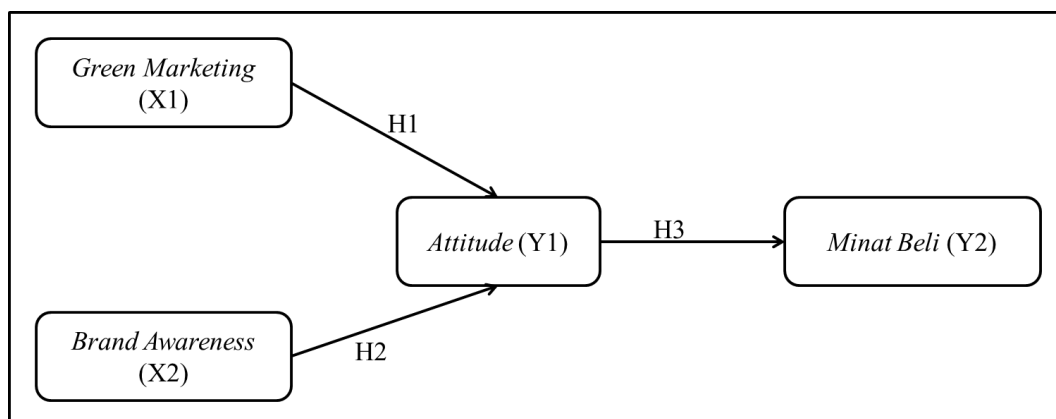 Green Marketing
(X1)
H1
Attitude (Y1)
H3
Minat Beli (Y2)
Brand Awareness
(X2)
H2